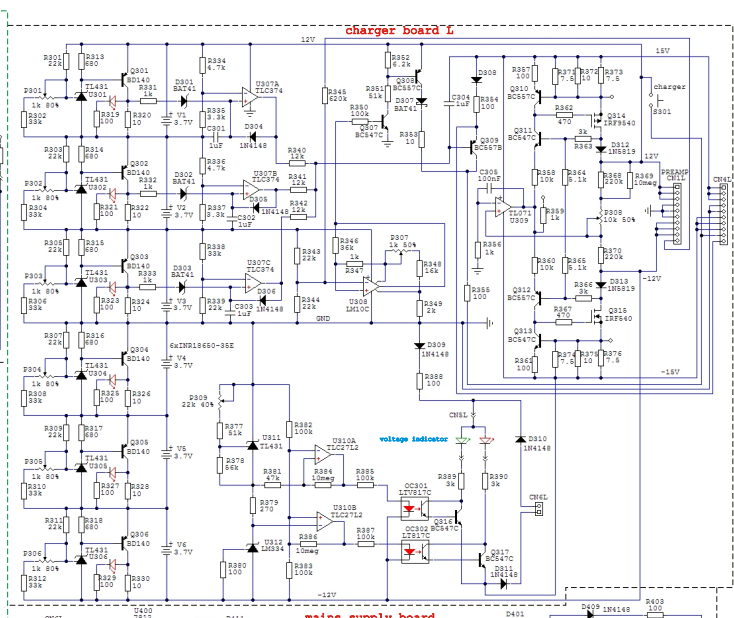 charger board L
12V
15V
R301
22k
R313
680
Q301
BD140
P301
1k 80%
TL431
U301
R331
1k
D301
BAT41
R334
4.7k
U307A
TLC374
R302
33k
R319
100
R320
10
V1
3.7V
R335
3.3k
C301
1uF
D304
1N4148
R303
22k
R314
680
Q302
BD140
P302
1k 80%
TL431
U302
R332
1k
D302
BAT41
R336
4.7k
U307B
TLC374
D305
1N4148
R304
33k
R321
100
R322
10
V2
3.7V
R337
3.3k
C302
1uF
R340
12k
R341
12k
R342
12k
R305
22k
R315
680
Q303
BD140
P303
1k 80%
TL431
U303
R333
1k
D303
BAT41
R338
33k
U307C
TLC374
D306
1N4148
R306
33k
R323
100
R324
10
V3
3.7V
R339
22k
C303
1uF
R343
22k
R344
22k
GND
R345
620k
R350
100k
R352
6.2k
R351
51k
Q308
BC557C
D307
BAT41
Q307
BC547C
R353
10
R346
36k
P307
1k 50%
1k
R347
R348
16k
U308
LM10C
R349
2k
C304
1uF
D308
R354
100
Q309
BC557B
C305
100nF
TL071
U309
R355
100
R356
1k
R357
100
Q310
BC557C
Q311
BC547C
R358
10k
R359
1k
R360
10k
R364
5.1k
R365
5.1k
R371
7.5
R372
10
R373
7.5
R362
470
3k
R363
Q314
IRF9540
D312
1N5819
R368
220k
R369
10meg
P308
10k 50%
R370
220k
charger
S301
12V
PREAMP
CN1L
CN4L
-12V
D313
1N5819
Q312
BC557C
R366
3k
R367
470
Q315
IRF540
Q313
BC547C
R361
100
R374
7.5
R375
10
R376
7.5
-15V
R307
22k
R316
680
Q304
BD140
6xINR18650-35E
V4
3.7V
P304
1k 80%
TL431
U304
R308
33k
R325
100
R326
10
D309
1N4148
R388
100
P309
22k 40%
R377
51k
R378
56k
U311
TL431
R382
100k
U310A
TLC27L2
R381
47k
R384
10meg
R385
100k
R379
270
U310B
TLC27L2
U312
LM334
R386
10meg
R387
100k
R380
100
R383
100k
CN5L
voltage indicator
D310
1N4148
R389
3k
R390
3k
OC301
LTV817C
OC302
LT817C
Q316
BC547C
Q317
BC547C
D311
1N4148
CN6L
R309
22k
R317
680
Q305
BD140
P305
1k 80%
TL431
U305
V5
3.7V
R310
33k
R327
100
R328
10
R311
22k
R318
680
Q306
BD140
P306
1k 80%
TL431
U306
V6
3.7V
R312
33k
R329
100
R330
10
-12V
U400
mains supply board
D401
D409
1N4148
R403
100